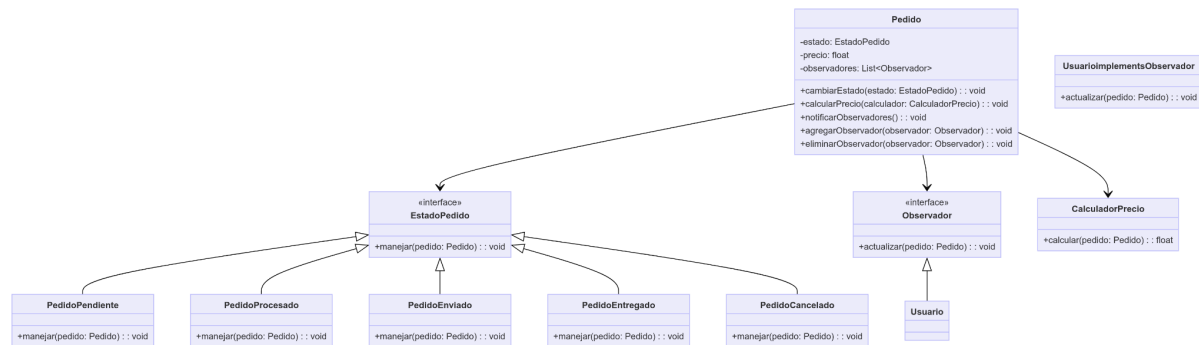 Pedido
-estado: EstadoPedido
-precio: float
-observadores: List<Observador>
+cambiarEstado(estado: EstadoPedido) : : void
+calcularPrecio(calculador: CalculadorPrecio) : : void
+notificarObservadores() : : void
+agregarObservador(observador: Observador) : : void
+eliminarObservador(observador: Observador) : : void
UsuarioimplementsObservador
+actualizar(pedido: Pedido) : : void
«interface»
EstadoPedido
+manejar(pedido: Pedido) : : void
«interface»
Observador
+actualizar(pedido: Pedido) : : void
CalculadorPrecio
+calcular(pedido: Pedido) : : float
PedidoPendiente
+manejar(pedido: Pedido) : : void
PedidoProcesado
+manejar(pedido: Pedido) : : void
PedidoEnviado
+manejar(pedido: Pedido) : : void
PedidoEntregado
+manejar(pedido: Pedido) : : void
PedidoCancelado
+manejar(pedido: Pedido) : : void
Usuario